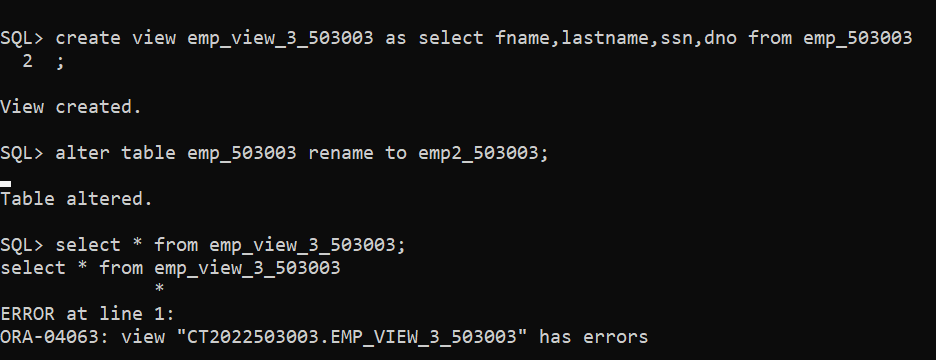 SQL> create view emp_view_3_503003 as select fname,lastname,ssn,dno from emp_503003
  2  ;
View created.
SQL> alter table emp_503003 rename to emp2_503003;
Table altered.
SQL> select * from emp_view_3_503003;
select * from emp_view_3_503003
              *
ERROR at line 1:
ORA-04063: view "CT2022503003.EMP_VIEW_3_503003" has errors